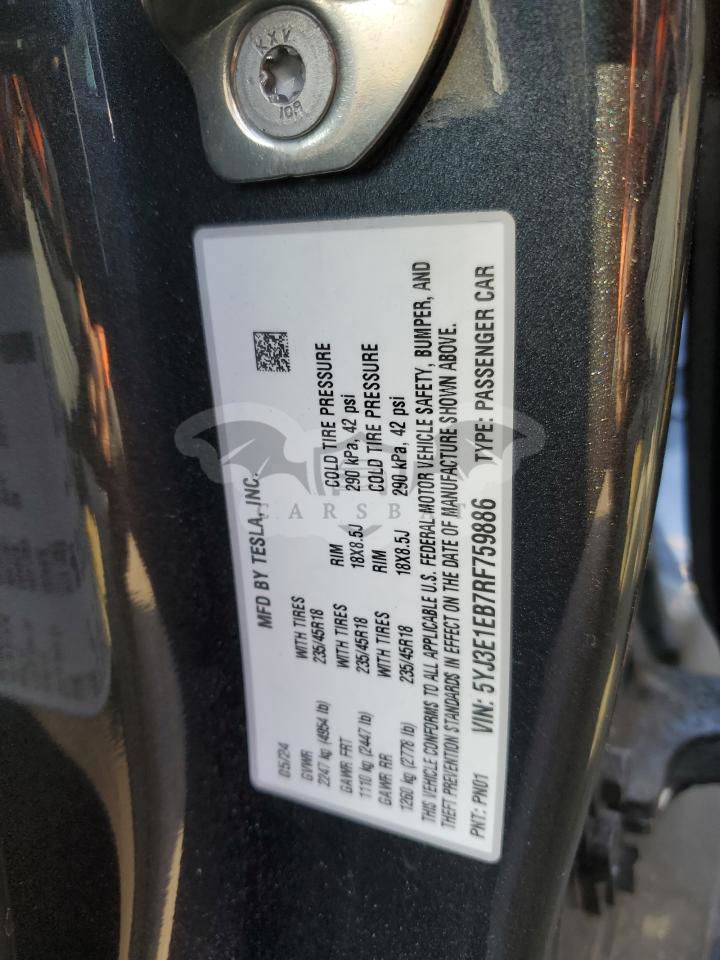 KXV
10A
MFD BY TESLA, INC.
05/24
GVWR WITH TIRES RIM COLD TIRE PRESSURE
2247 kg (4954 lb) 235/45R18 18X8.5J 290 kPa, 42 psi
GAWR FRT WITH TIRES RIM COLD TIRE PRESSURE
1110 kg (2447 lb) 235/45R18 18X8.5J 290 kPa, 42 psi
GAWR RR WITH TIRES
1260 kg (2778 lb) 235/45R18
THIS VEHICLE CONFORMS TO ALL APPLICABLE U.S. FEDERAL MOTOR VEHICLE SAFETY, BUMPER, AND
THEFT PREVENTION STANDARDS IN EFFECT ON THE DATE OF MANUFACTURE SHOWN ABOVE.
PNT: PN01 VIN: 5YJ3E1EB7RF759886 TYPE: PASSENGER CAR